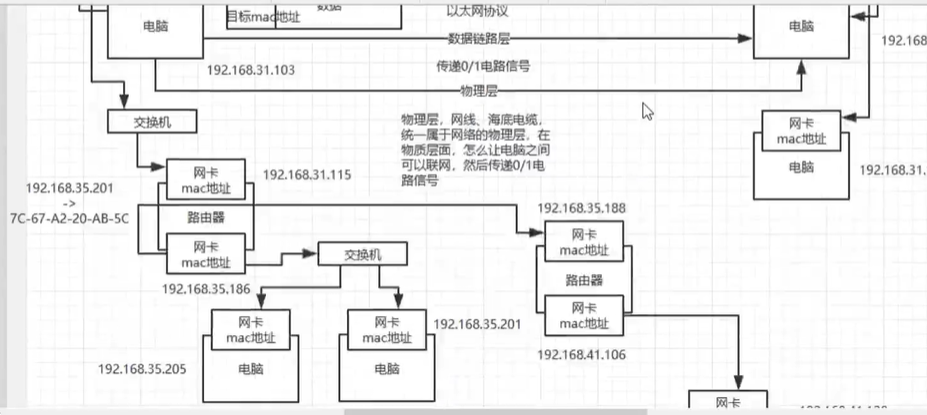 以太网协议
电脑
目标mac地址
数据
电脑
数据链路层
192.168
192.168.31.103
传递0/1电路信号
物理层
交换机
物理层，网线、海底电缆，
统一属于网络的物理层，在
物质层面，怎么让电脑之间
可以联网，然后传递0/1电
路信号
网卡
mac地址
电脑
192.168.31.
网卡
mac地址
192.168.31.115
192.168.35.201
->
7C-67-A2-20-AB-5C
路由器
网卡
mac地址
192.168.35.186
交换机
192.168.35.188
网卡
mac地址
路由器
网卡
mac地址
192.168.41.106
网卡
mac地址
电脑
192.168.35.205
网卡
mac地址
电脑
192.168.35.201
网卡